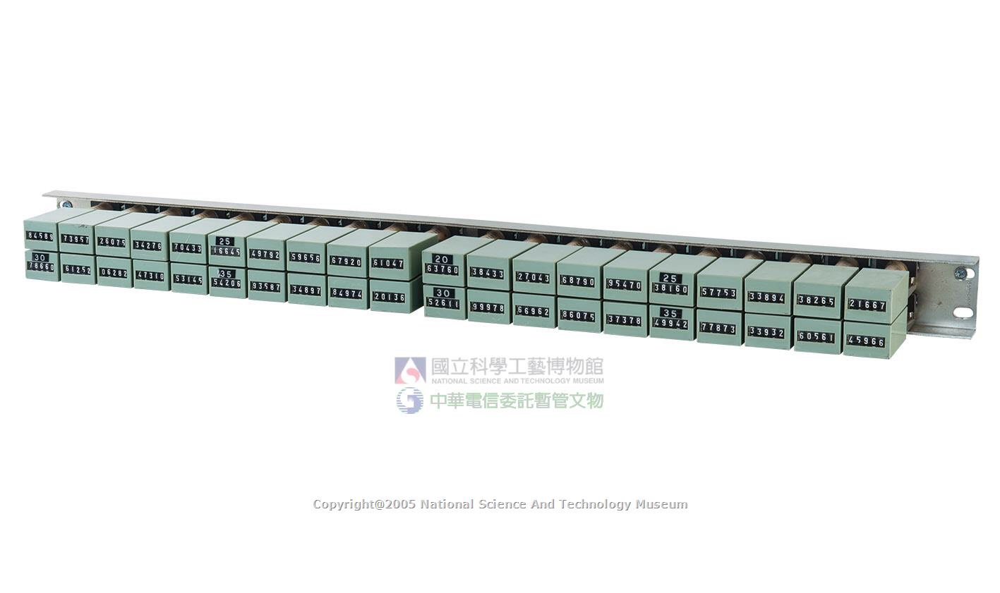 84589 73957 26075 34276 70433 25 16645 49792 59656 67920 61047 20 63760 38433 27043 68790 95470 25 38160 57753 33894 38265 21667
30 78660 61252 06282 47310 53145 35 54206 93587 34897 84974 20136 30 52611 99978 66962 86075 37378 35 49942 77873 33932 60561 45966
國立科學工藝博物館
NATIONAL SCIENCE AND TECHNOLOGY MUSEUM
中華電信委託暫管文物
Copyright@2005 National Science And Technology Museum